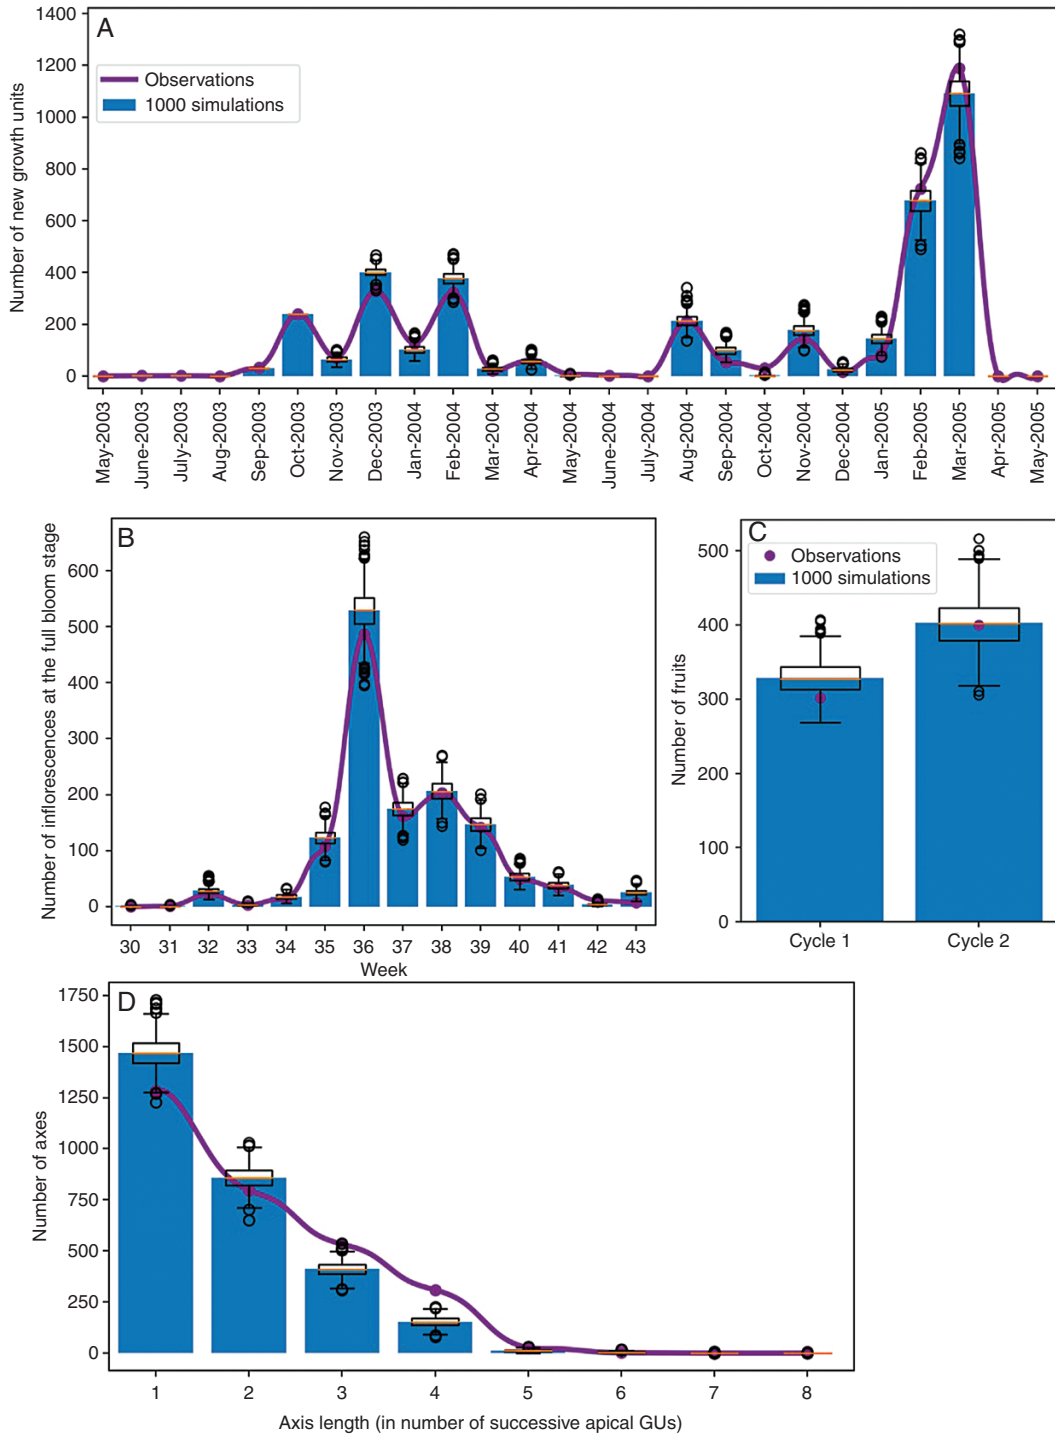 A
Observations
1000 simulations
Number of new growth units
1400
1200
1000
800
600
400
200
0
May-2003
June-2003
July-2003
Aug-2003
Sep-2003
Oct-2003
Nov-2003
Dec-2003
Jan-2004
Feb-2004
Mar-2004
Apr-2004
May-2004
June-2004
July-2004
Aug-2004
Sep-2004
Oct-2004
Nov-2004
Dec-2004
Jan-2005
Feb-2005
Mar-2005
Apr-2005
May-2005
B
Number of inflorescences at the full bloom stage
600
500
400
300
200
100
0
30 31 32 33 34 35 36 37 38 39 40 41 42 43
Week
C
Observations
1000 simulations
Number of fruits
500
400
300
200
100
0
Cycle 1 Cycle 2
D
Number of axes
1750
1500
1250
1000
750
500
250
0
1 2 3 4 5 6 7 8
Axis length (in number of successive apical GUs)